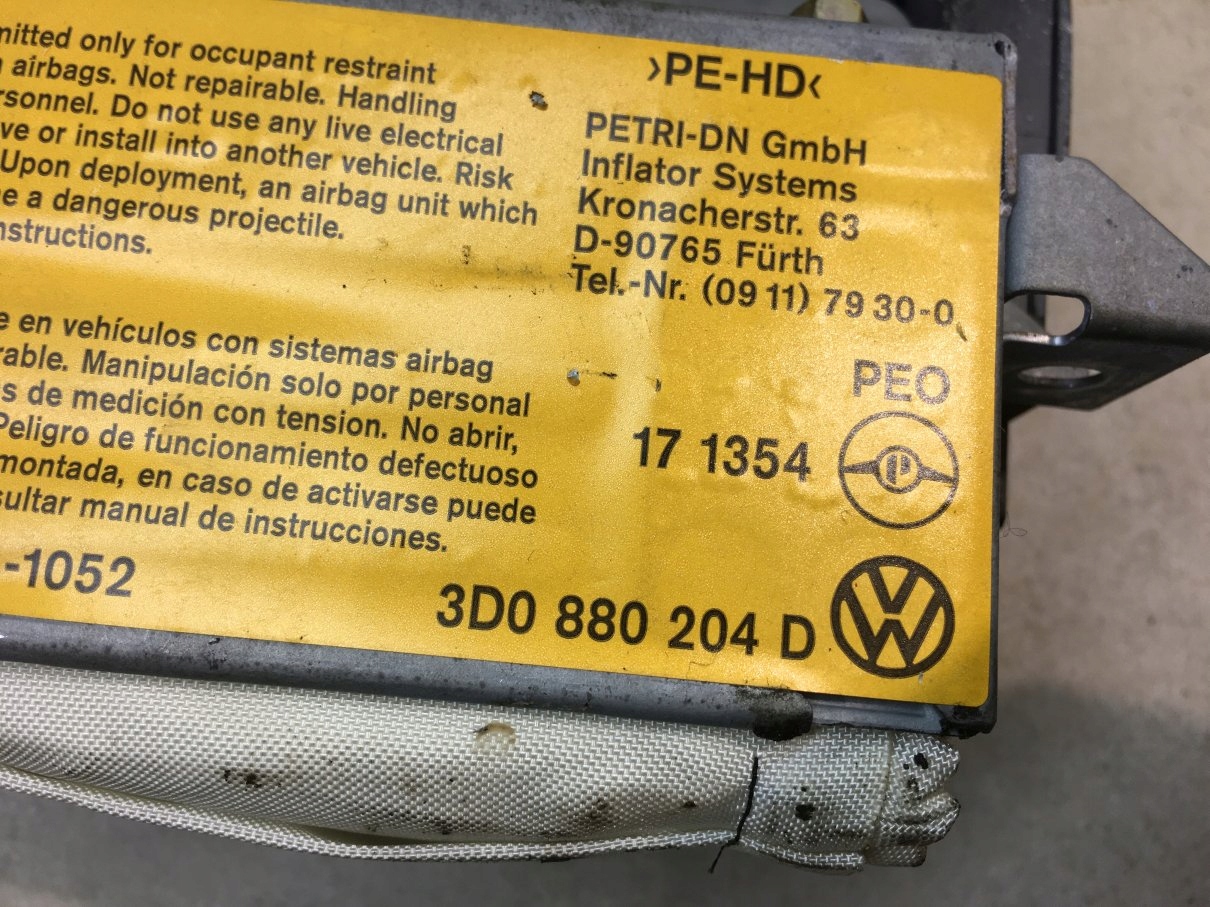 mitted only for occupant restraint
airbags. Not repairable. Handling
rsonnel. Do not use any live electrical
ve or install into another vehicle. Risk
Upon deployment, an airbag unit which
e a dangerous projectile.
nstructions.
>PE-HD<
PETRI-DN GmbH
Inflator Systems
Kronacherstr. 63
D-90765 Fürth
Tel.-Nr. (09 11) 7 9 30-0
e en vehículos con sistemas airbag
rable. Manipulación solo por personal
s de medición con tension. No abrir,
Peligro de funcionamiento defectuoso
montada, en caso de activarse puede
sultar manual de instrucciones.
PEO
17 1354
P
-1052
3D0 880 204 D
VW